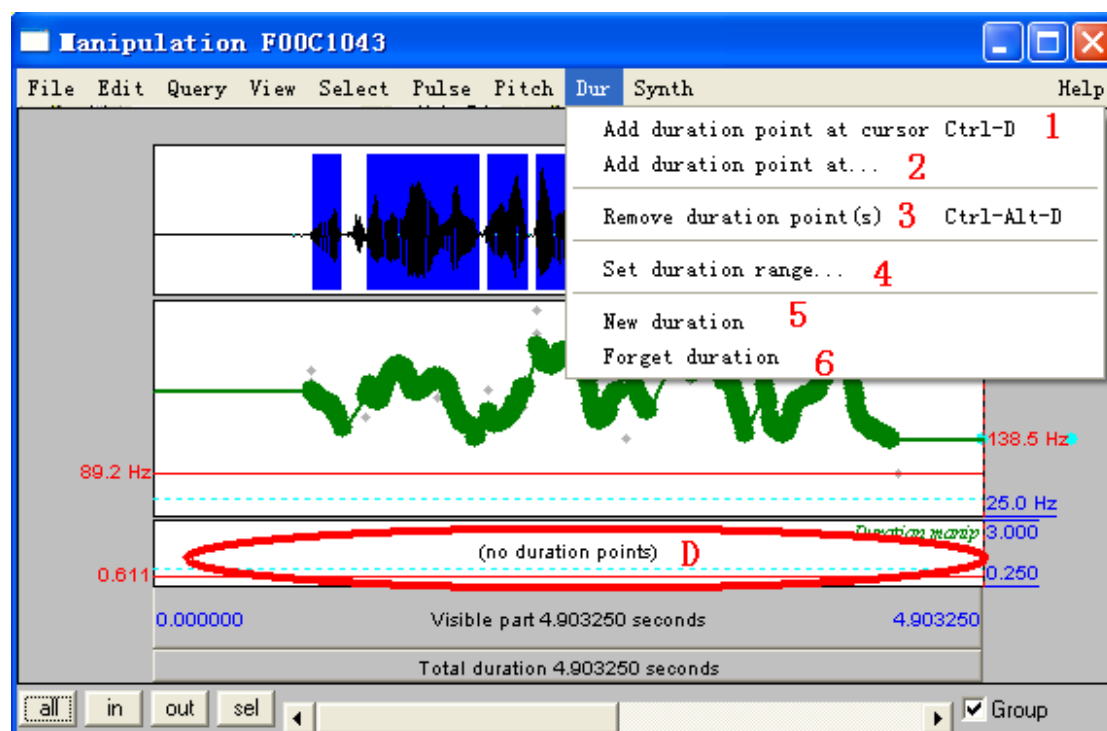 Manipulation F00C1043
File Edit Query View Select Pulse Pitch Dur Synth Help
Add duration point at cursor Ctrl-D 1
Add duration point at... 2
Remove duration point(s) 3 Ctrl-Alt-D
Set duration range... 4
New duration 5
Forget duration 6
138.5 Hz
89.2 Hz
25.0 Hz
Duration manip 3.000
(no duration points) D
0.611 0.250
0.000000 Visible part 4.903250 seconds 4.903250
Total duration 4.903250 seconds
all in out sel Group